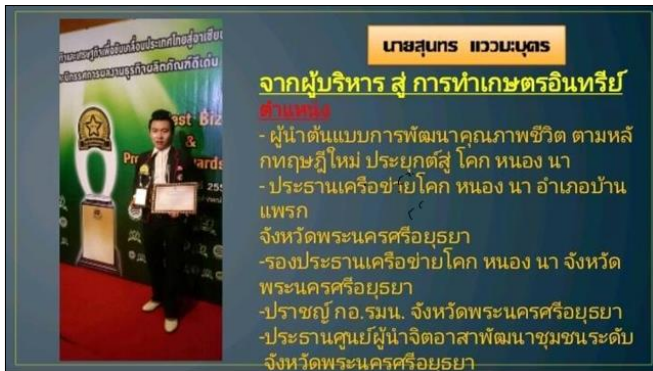 นายสุนทร แววมะบุตร
จากผู้บริหาร สู่ การทำเกษตรอินทรีย์
ตำแหน่ง
- ผู้นำต้นแบบการพัฒนาคุณภาพชีวิต ตามหลั
กทฤษฎีใหม่ ประยุกต์สู่ โคก หนอง นา
- ประธานเครือข่ายโคก หนอง นา อำเภอบ้าน
แพรก
จังหวัดพระนครศรีอยุธยา
-รองประธานเครือข่ายโคก หนอง นา จังหวัด
พระนครศรีอยุธยา
-ปราชญ์ กอ.รมน. จังหวัดพระนครศรีอยุธยา
-ประธานศูนย์ผู้นำจิตอาสาพัฒนาชุมชนระดับ
จังหวัดพระนครศรีอยุธยา
est Biz
&